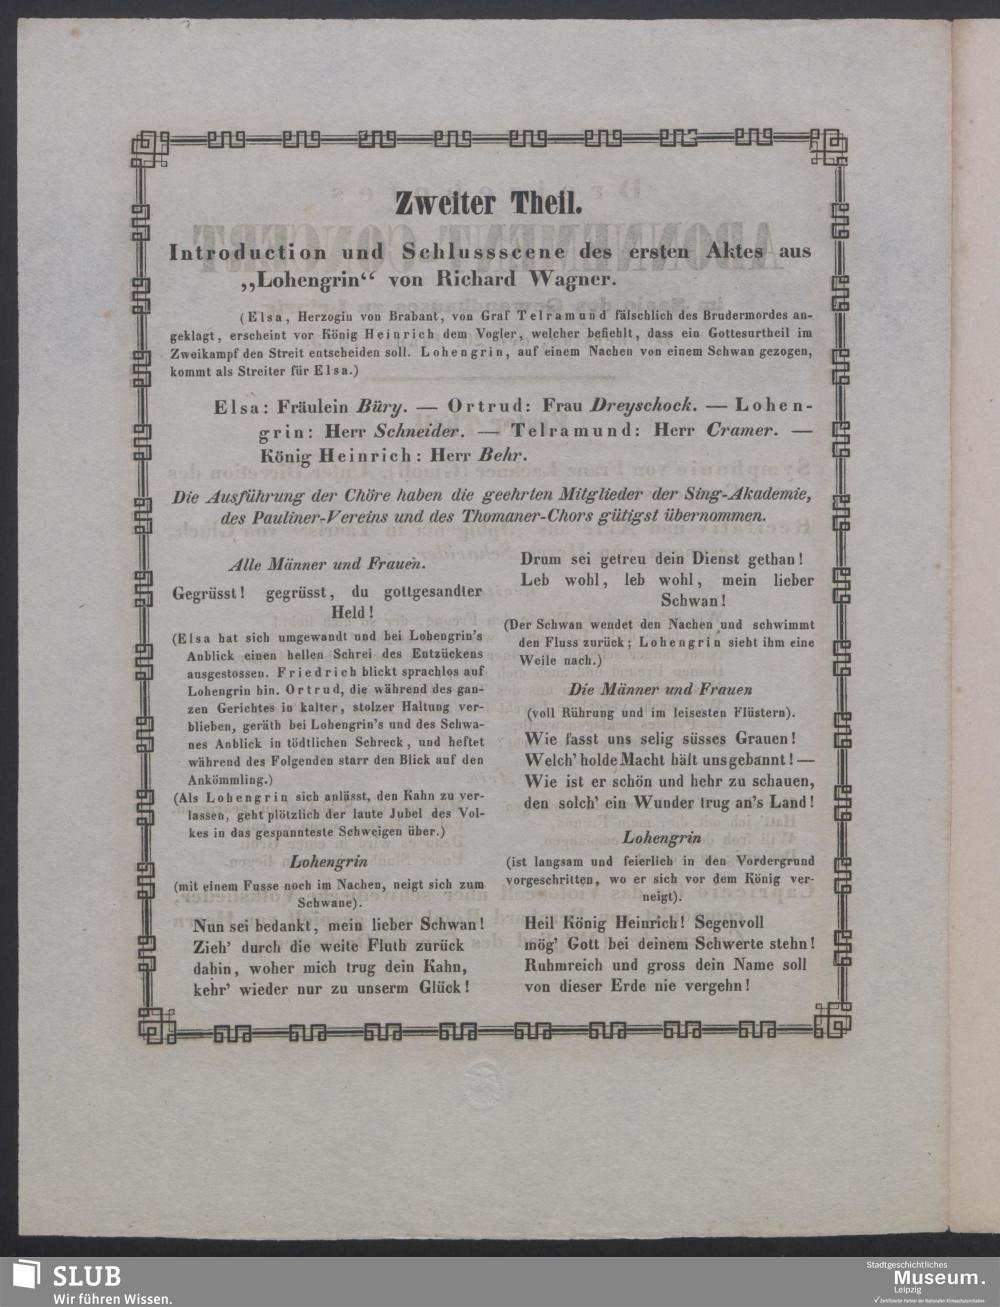 Zweiter Theil.
Introduction und Schlussscene des ersten Aktes aus
„Lohengrin“ von Richard Wagner.
(Elsa, Herzogin von Brabant, von Graf Telramund fälschlich des Brudermordes an-
geklagt, erscheint vor König Heinrich dem Vogler, welcher befiehlt, dass ein Gottesurtheil im
Zweikampf den Streit entscheiden soll. Lohengrin, auf einem Nachen von einem Schwan gezogen,
kommt als Streiter für Elsa.)
Elsa: Fräulein Büry. — Ortrud: Frau Dreyschock. — Lohen-
grin: Herr Schneider. — Telramund: Herr Cramer. —
König Heinrich: Herr Behr.
Die Ausführung der Chöre haben die geehrten Mitglieder der Sing-Akademie,
des Pauliner-Vereins und des Thomaner-Chors gütigst übernommen.
Alle Männer und Frauen.
Gegrüsst! gegrüsst, du gottgesandter
Held!
(Elsa hat sich umgewandt und bei Lohengrin's
Anblick einen hellen Schrei des Entzückens
ausgestossen. Friedrich blickt sprachlos auf
Lohengrin hin. Ortrud, die während des gan-
zen Gerichtes in kalter, stolzer Haltung ver-
blieben, geräth bei Lohengrin's und des Schwa-
nes Anblick in tödtlichen Schreck, und heftet
während des Folgenden starr den Blick auf den
Ankömmling.)
(Als Lohengrin sich anlässt, den Kahn zu ver-
lassen, geht plötzlich der laute Jubel des Vol-
kes in das gespannteste Schweigen über.)
Lohengrin
(mit einem Fusse noch im Nachen, neigt sich zum
Schwane).
Nun sei bedankt, mein lieber Schwan!
Zieh' durch die weite Fluth zurück
dahin, woher mich trug dein Kahn,
kehr' wieder nur zu unserm Glück!
Drum sei getreu dein Dienst gethan!
Leb wohl, leb wohl, mein lieber
Schwan!
(Der Schwan wendet den Nachen und schwimmt
den Fluss zurück; Lohengrin sieht ihm eine
Weile nach.)
Die Männer und Frauen
(voll Rührung und im leisesten Flüstern).
Wie fasst uns selig süsses Grauen!
Welch' holde Macht hält uns gebannt! —
Wie ist er schön und hehr zu schauen,
den solch' ein Wunder trug an's Land!
Lohengrin
(ist langsam und feierlich in den Vordergrund
vorgeschritten, wo er sich vor dem König ver-
neigt).
Heil König Heinrich! Segenvoll
mög' Gott bei deinem Schwerte stehn!
Ruhmreich und gross dein Name soll
von dieser Erde nie vergehn!
SLUB
Wir führen Wissen.
Stadtgeschichtliches
Museum.
Leipzig
Zertifizierter Partner der Nationalen Klimaschutzinitiative